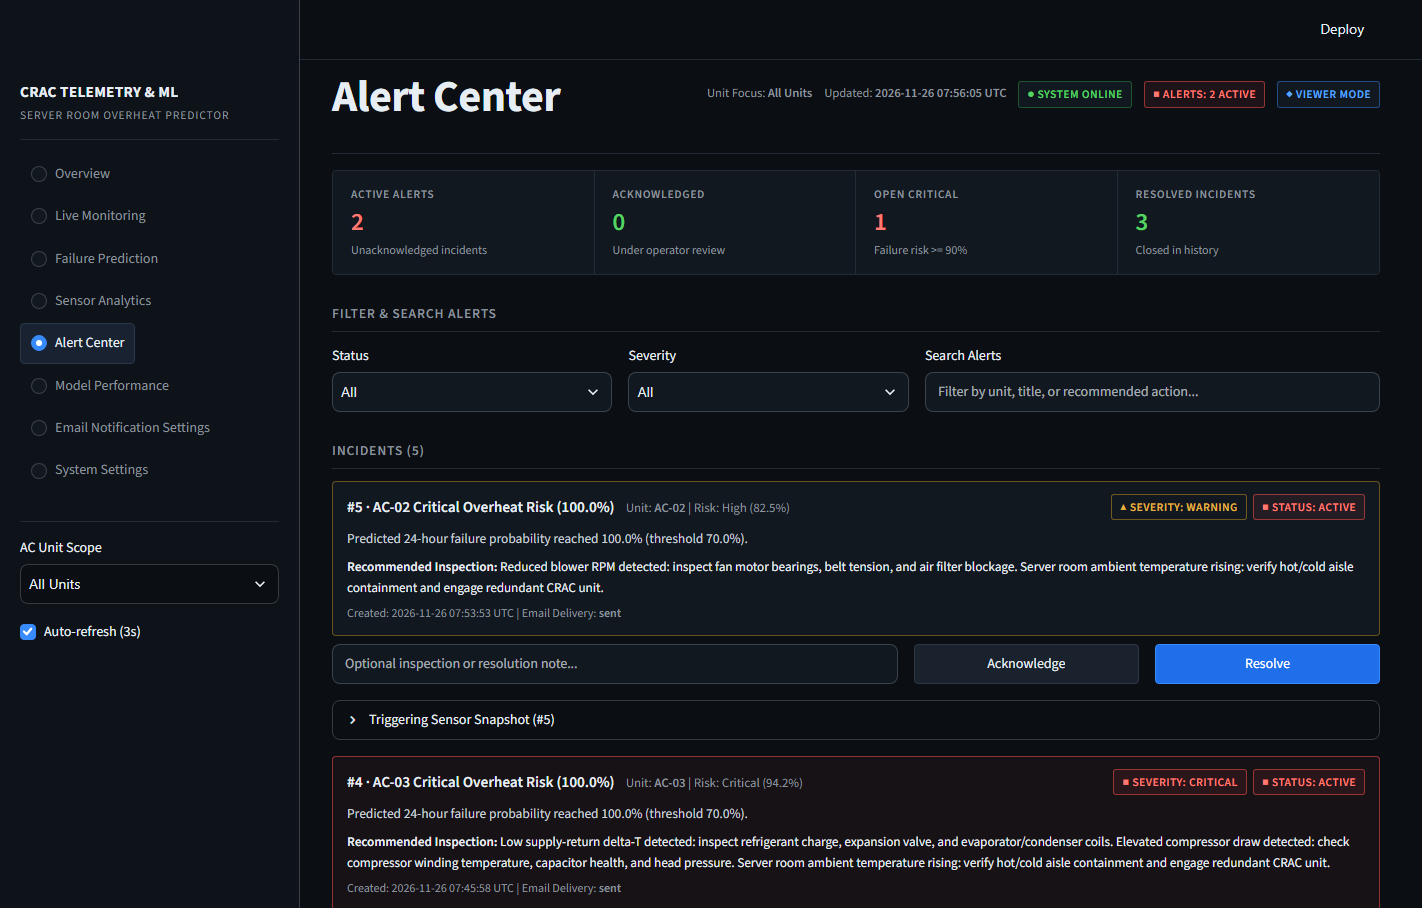 Deploy
CRAC TELEMETRY & ML
SERVER ROOM OVERHEAT PREDICTOR
Overview
Live Monitoring
Failure Prediction
Sensor Analytics
Alert Center
Model Performance
Email Notification Settings
System Settings
AC Unit Scope
All Units
Auto-refresh (3s)
Alert Center
Unit Focus: All Units Updated: 2026-11-26 07:56:05 UTC
SYSTEM ONLINE
ALERTS: 2 ACTIVE
VIEWER MODE
ACTIVE ALERTS
2
Unacknowledged incidents
ACKNOWLEDGED
0
Under operator review
OPEN CRITICAL
1
Failure risk >= 90%
RESOLVED INCIDENTS
3
Closed in history
FILTER & SEARCH ALERTS
Status
All
Severity
All
Search Alerts
Filter by unit, title, or recommended action...
INCIDENTS (5)
#5 · AC-02 Critical Overheat Risk (100.0%) Unit: AC-02 | Risk: High (82.5%)
SEVERITY: WARNING
STATUS: ACTIVE
Predicted 24-hour failure probability reached 100.0% (threshold 70.0%).
Recommended Inspection: Reduced blower RPM detected: inspect fan motor bearings, belt tension, and air filter blockage. Server room ambient temperature rising: verify hot/cold aisle
containment and engage redundant CRAC unit.
Created: 2026-11-26 07:53:53 UTC | Email Delivery: sent
Optional inspection or resolution note...
Acknowledge
Resolve
Triggering Sensor Snapshot (#5)
#4 · AC-03 Critical Overheat Risk (100.0%) Unit: AC-03 | Risk: Critical (94.2%)
SEVERITY: CRITICAL
STATUS: ACTIVE
Predicted 24-hour failure probability reached 100.0% (threshold 70.0%).
Recommended Inspection: Low supply-return delta-T detected: inspect refrigerant charge, expansion valve, and evaporator/condenser coils. Elevated compressor draw detected: check
compressor winding temperature, capacitor health, and head pressure. Server room ambient temperature rising: verify hot/cold aisle containment and engage redundant CRAC unit.
Created: 2026-11-26 07:45:58 UTC | Email Delivery: sent